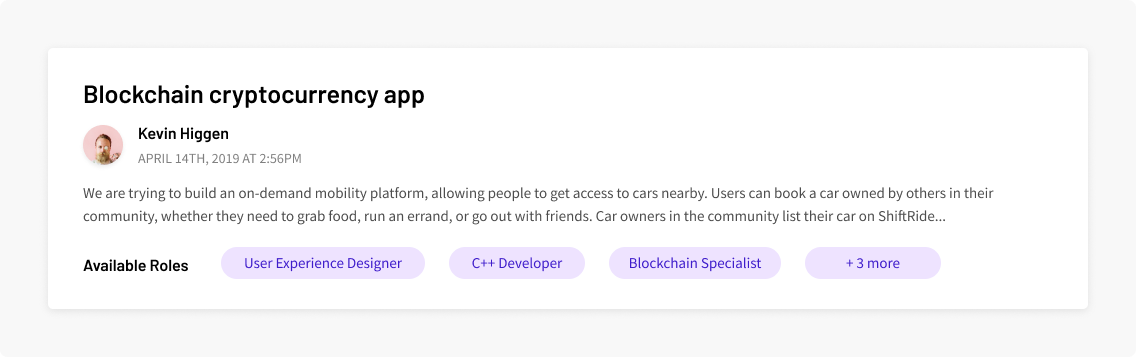 Blockchain cryptocurrency app
Kevin Higgen
APRIL 14TH, 2019 AT 2:56PM
We are trying to build an on-demand mobility platform, allowing people to get access to cars nearby. Users can book a car owned by others in their
community, whether they need to grab food, run an errand, or go out with friends. Car owners in the community list their car on ShiftRide...
Available Roles
User Experience Designer
C++ Developer
Blockchain Specialist
+ 3 more